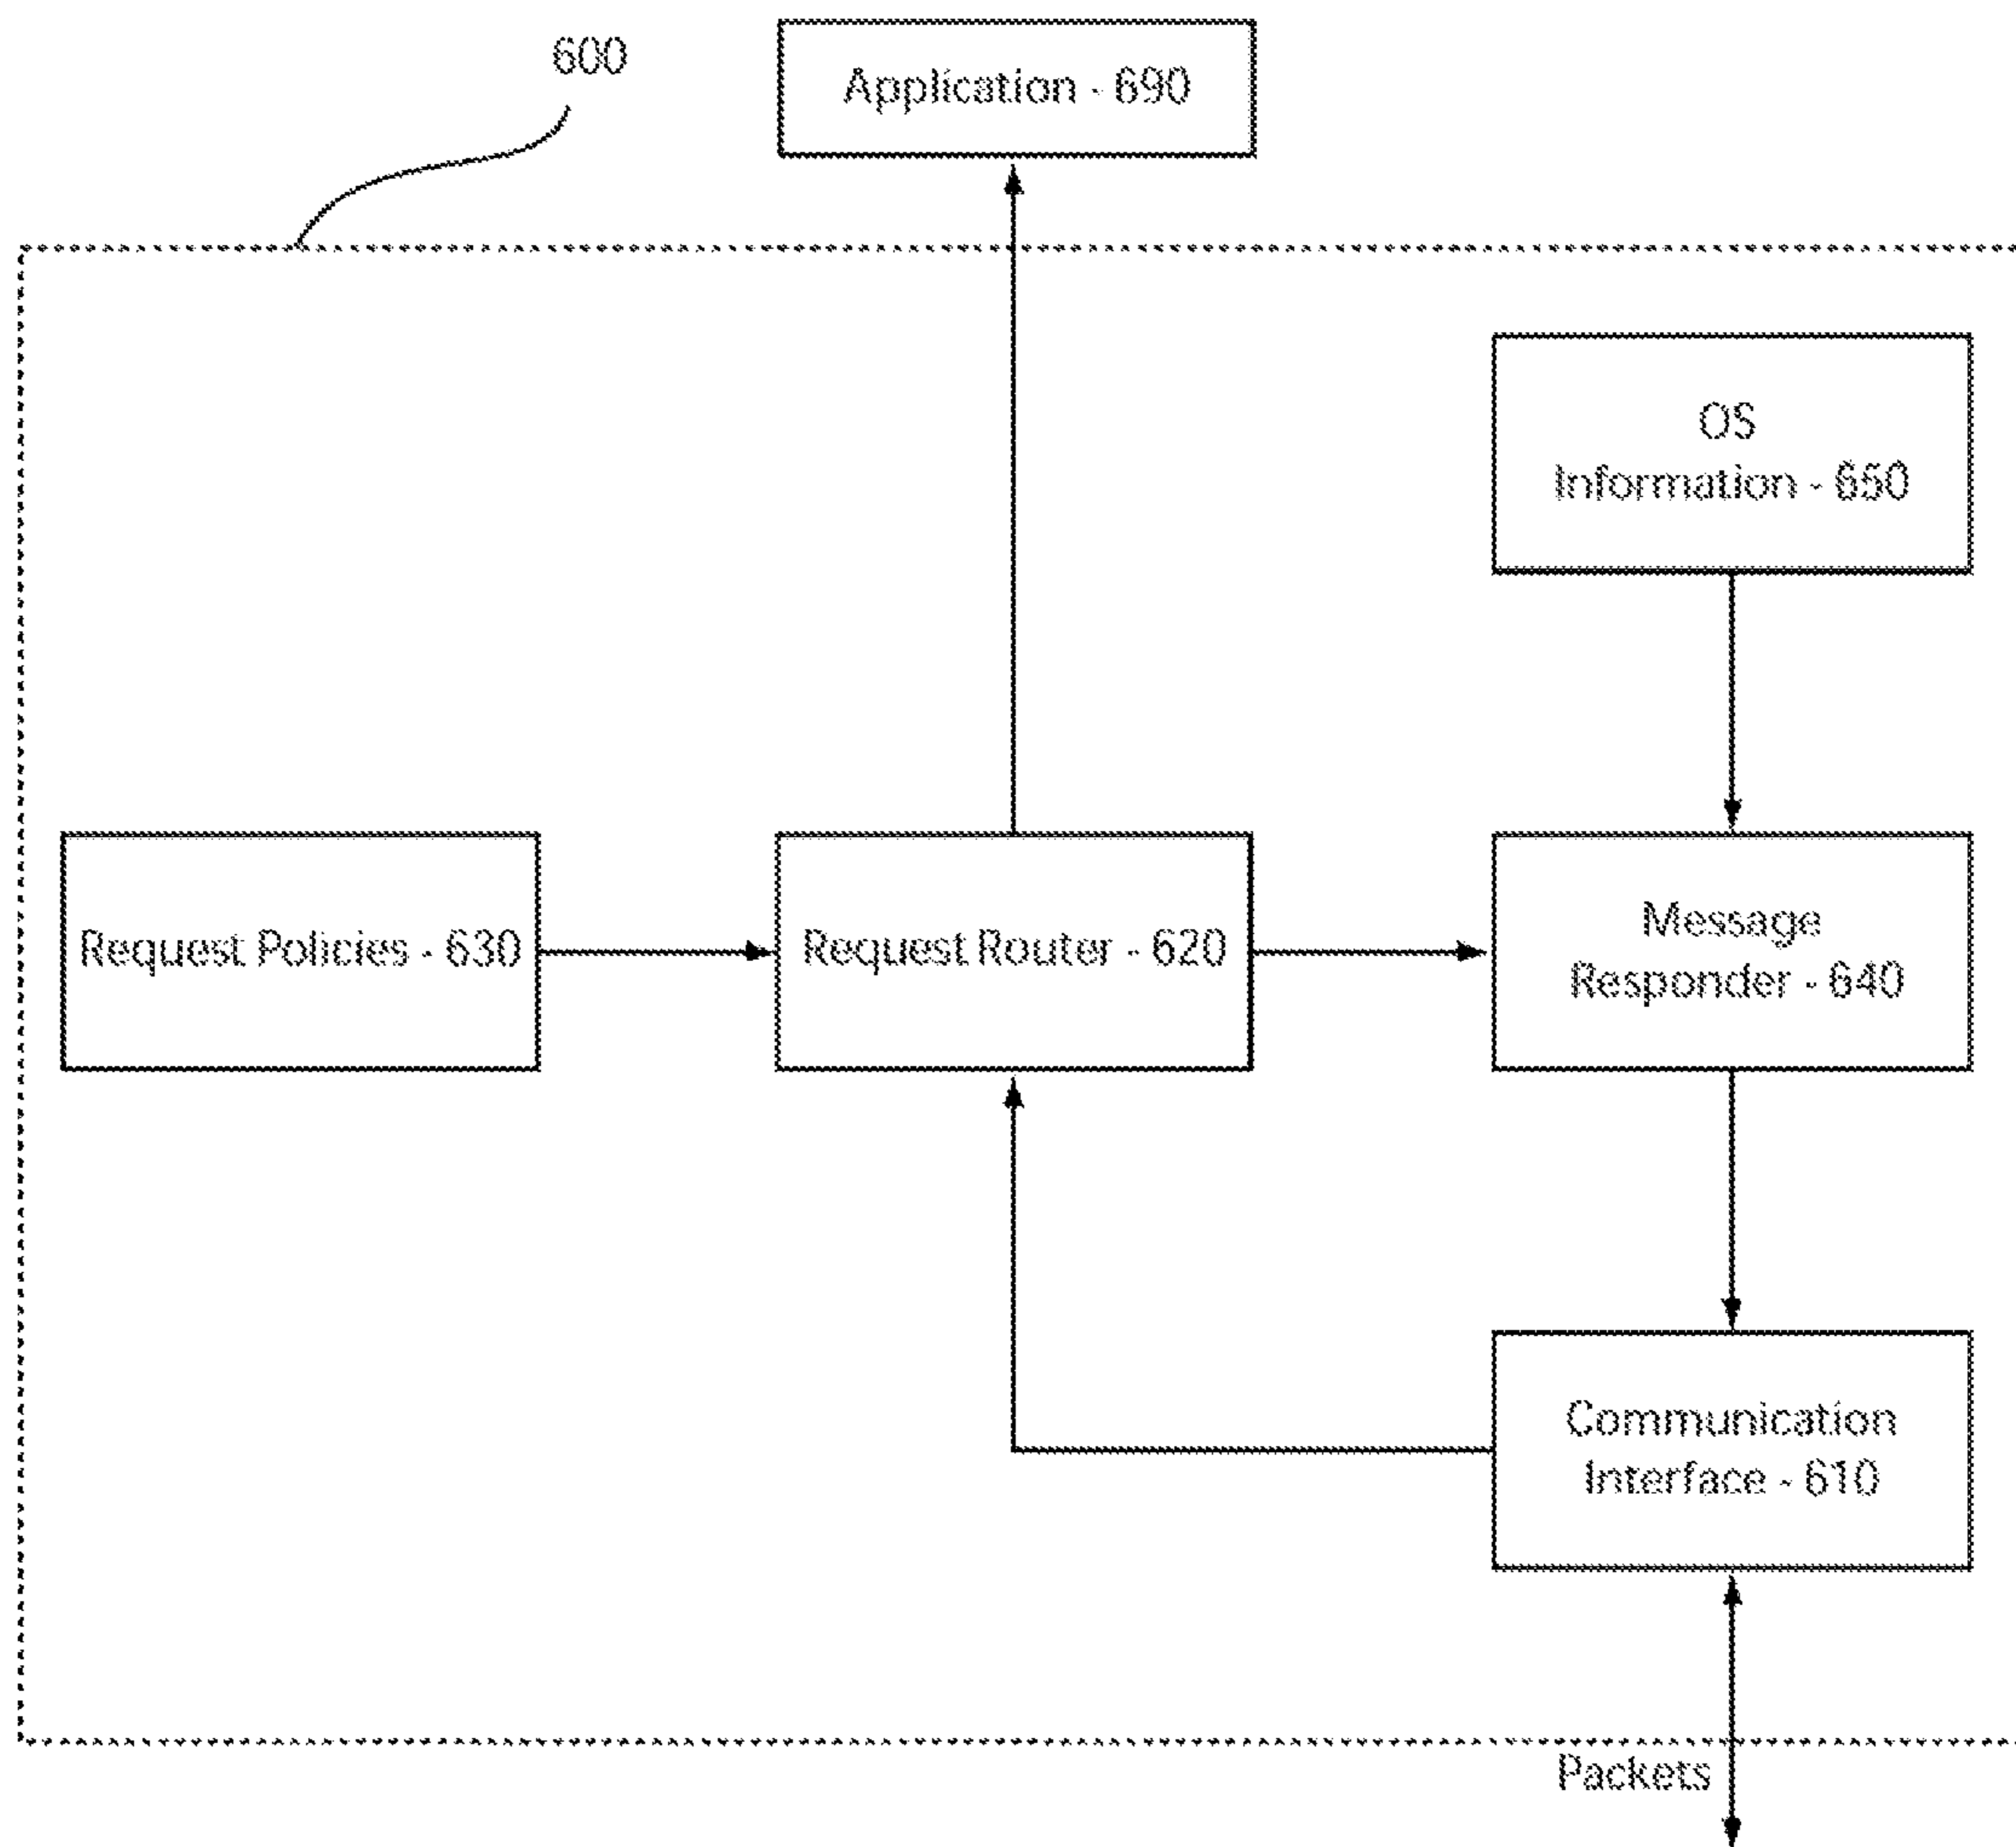 600
Application - 690
OS
Information - 650
Request Policies - 630
Request Router - 620
Message
Responder - 640
Communication
Interface - 610
Packets